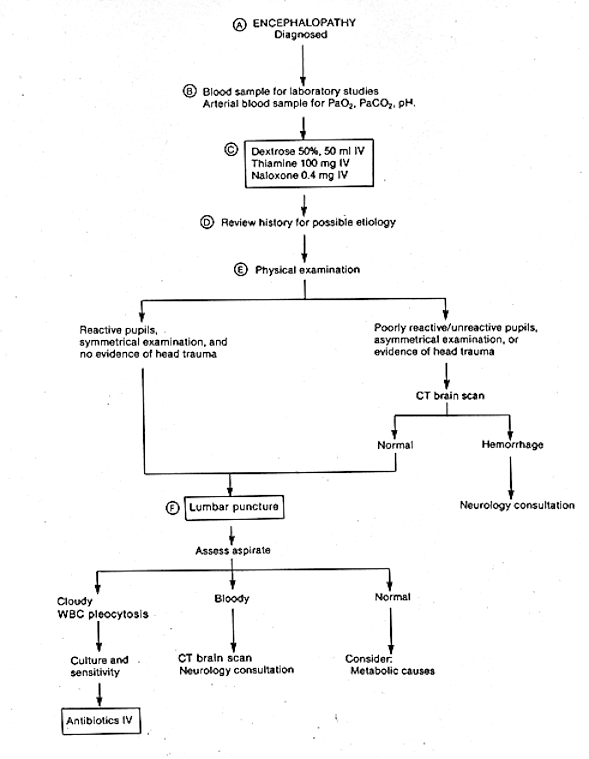 Ⓐ ENCEPHALOPATHY
Diagnosed
Ⓑ Blood sample for laboratory studies
Arterial blood sample for PaO₂, PaCO₂, pH.
Ⓒ Dextrose 50%, 50 ml IV
Thiamine 100 mg IV
Naloxone 0.4 mg IV
Ⓓ Review history for possible etiology
Ⓔ Physical examination
Reactive pupils,
symmetrical examination, and
no evidence of head trauma
Poorly reactive/unreactive pupils,
asymmetrical examination, or
evidence of head trauma
CT brain scan
Normal
Hemorrhage
Neurology consultation
Ⓕ Lumbar puncture
Assess aspirate
Cloudy
WBC pleocytosis
Bloody
Normal
Culture and
sensitivity
CT brain scan
Neurology consultation
Consider:
Metabolic causes
Antibiotics IV